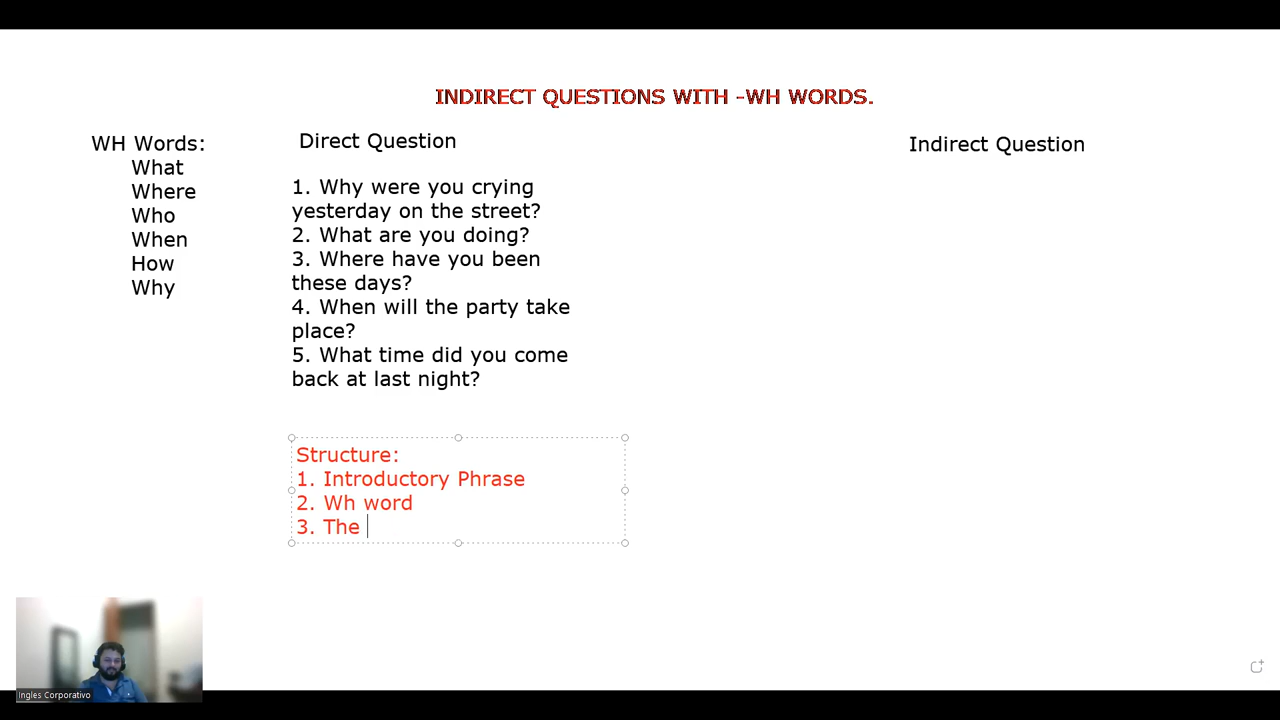 INDIRECT QUESTIONS WITH -WH WORDS.
WH Words:
What
Where
Who
When
How
Why
Direct Question
1. Why were you crying
yesterday on the street?
2. What are you doing?
3. Where have you been
these days?
4. When will the party take
place?
5. What time did you come
back at last night?
Indirect Question
Structure:
1. Introductory Phrase
2. Wh word
3. The
Ingles Corporativo